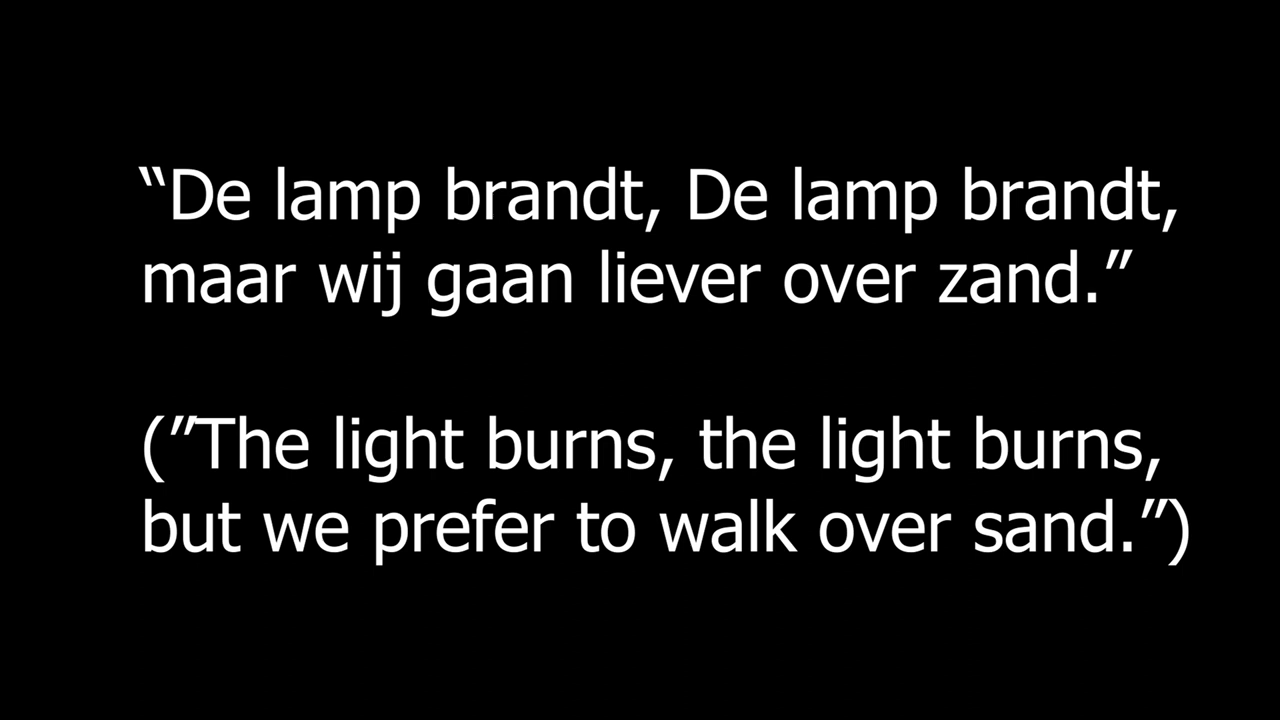 “De lamp brandt, De lamp brandt,
maar wij gaan liever over zand.”
(”The light burns, the light burns,
but we prefer to walk over sand.”)